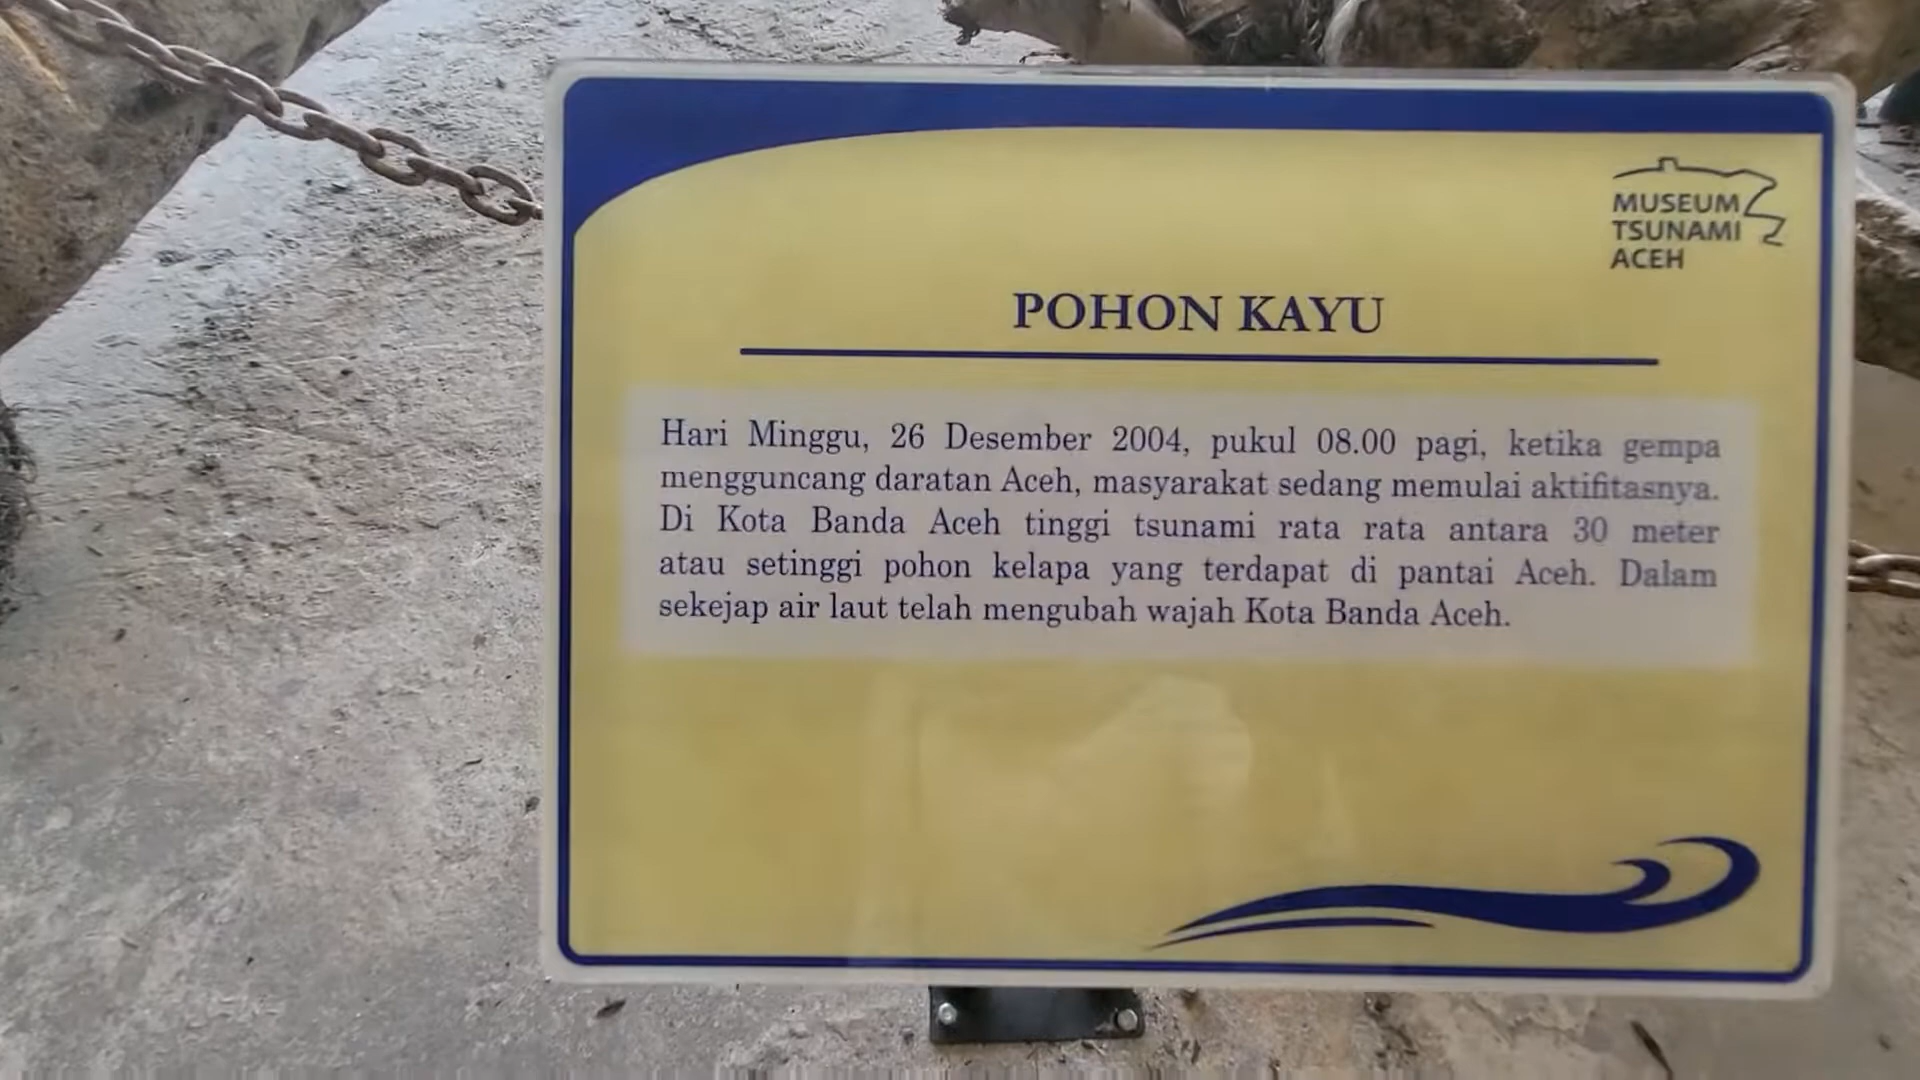 MUSEUM
TSUNAMI
ACEH
POHON KAYU
Hari Minggu, 26 Desember 2004, pukul 08.00 pagi, ketika gempa
mengguncang daratan Aceh, masyarakat sedang memulai aktifitasnya.
Di Kota Banda Aceh tinggi tsunami rata rata antara 30 meter
atau setinggi pohon kelapa yang terdapat di pantai Aceh. Dalam
sekejap air laut telah mengubah wajah Kota Banda Aceh.